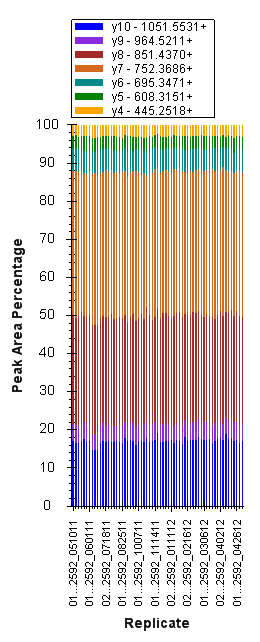 y10 - 1051.5531+
y9 - 964.5211+
y8 - 851.4370+
y7 - 752.3686+
y6 - 695.3471+
y5 - 608.3151+
y4 - 445.2518+
100
90
80
70
60
50
40
30
20
10
0
Peak Area Percentage
01...2592_051011
01...2592_060111
02...2592_071811
02...2592_082511
01...2592_100711
01...2592_111411
02...2592_011112
02...2592_021612
01...2592_030612
02...2592_040212
01...2592_042612
Replicate